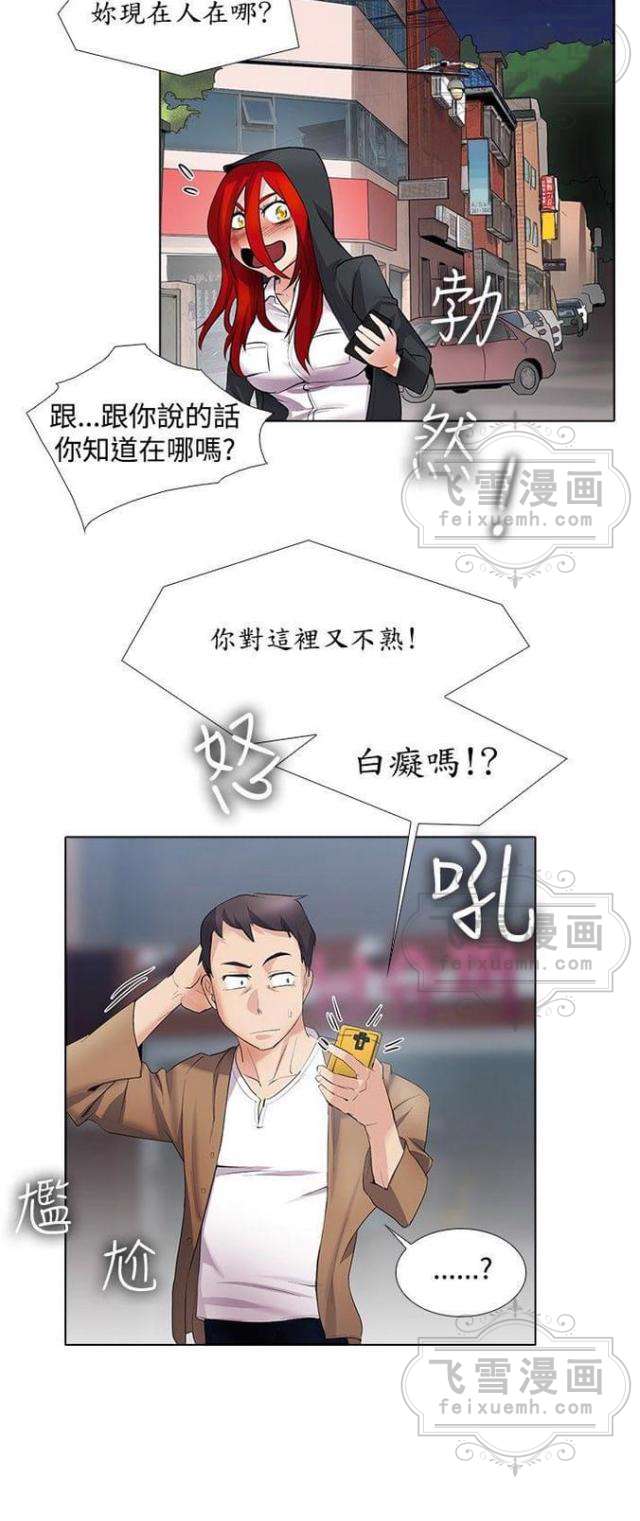 妳現在人在哪?
跟...跟你說的話
你知道在哪嗎?
勃
然
!
飞雪漫画
feixuemh.com
你對這裡又不熟!
怒
白癡嗎!?
吼
飞雪漫画
feixuemh.com
尷
尬
......?
飞雪漫画
feixuemh.com